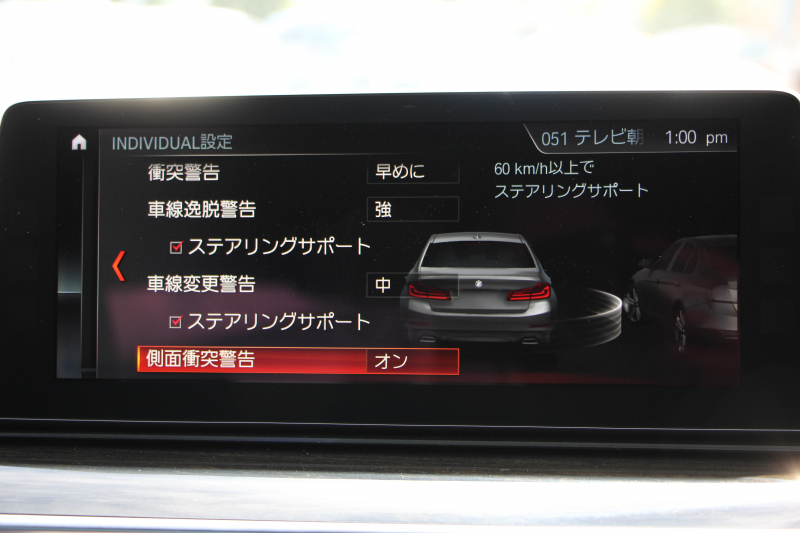 INDIVIDUAL設定
051 テレビ朝 1:00 pm
衝突警告 早めに
車線逸脱警告 強
ステアリングサポート
車線変更警告 中
ステアリングサポート
側面衝突警告 オン
60 km/h以上で
ステアリングサポート